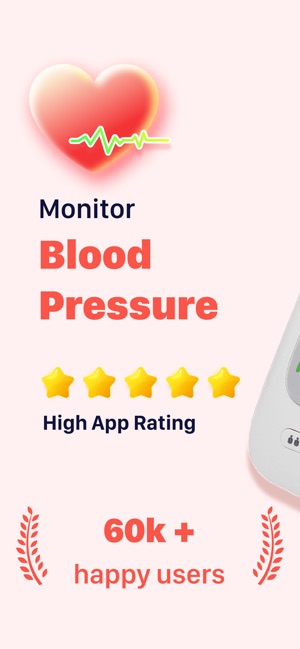 Monitor
Blood
Pressure
High App Rating
60k +
happy users